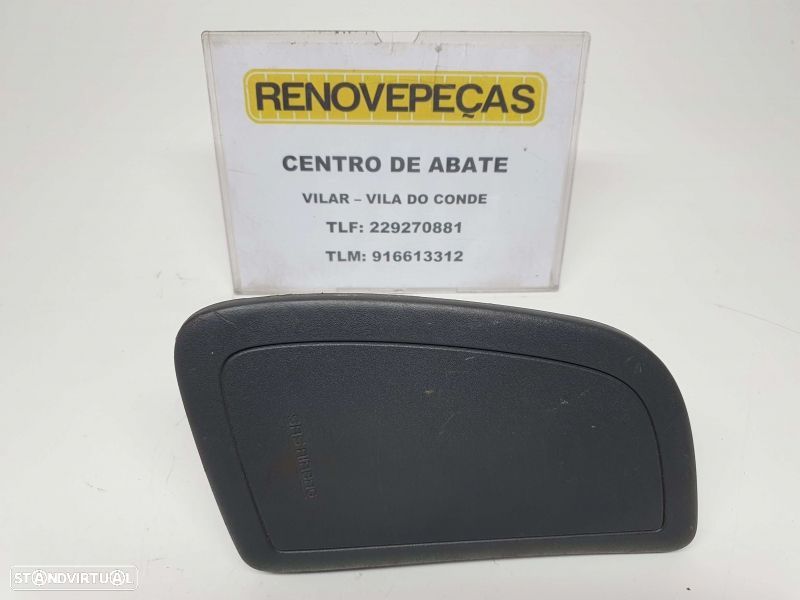 RENOVEPEÇAS
CENTRO DE ABATE
VILAR – VILA DO CONDE
TLF: 229270881
TLM: 916613312
STANDVIRTUAL